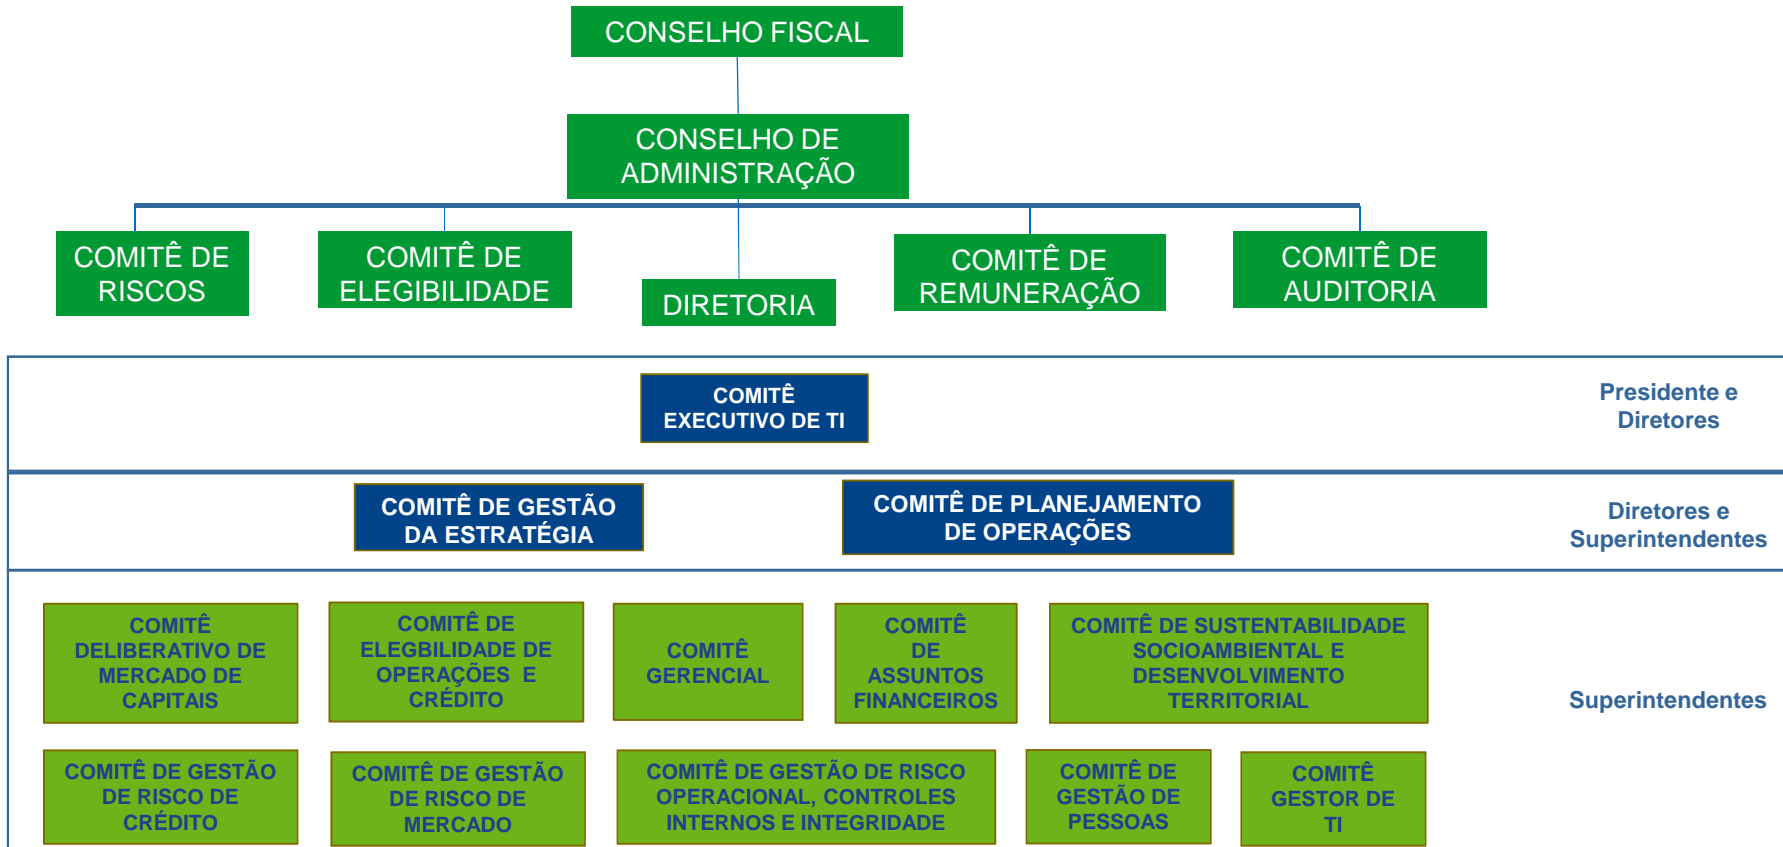 CONSELHO FISCAL
CONSELHO DE
ADMINISTRAÇÃO
COMITÊ DE
RISCOS
COMITÊ DE
ELEGIBILIDADE
DIRETORIA
COMITÊ DE
REMUNERAÇÃO
COMITÊ DE
AUDITORIA
COMITÊ
EXECUTIVO DE TI
Presidente e
Diretores
COMITÊ DE GESTÃO
DA ESTRATÉGIA
COMITÊ DE PLANEJAMENTO
DE OPERAÇÕES
Diretores e
Superintendentes
COMITÊ
DELIBERATIVO DE
MERCADO DE
CAPITAIS
COMITÊ DE
ELEGBILIDADE DE
OPERAÇÕES E
CRÉDITO
COMITÊ
GERENCIAL
COMITÊ
DE
ASSUNTOS
FINANCEIROS
COMITÊ DE SUSTENTABILIDADE
SOCIOAMBIENTAL E
DESENVOLVIMENTO
TERRITORIAL
Superintendentes
COMITÊ DE GESTÃO
DE RISCO DE
CRÉDITO
COMITÊ DE GESTÃO
DE RISCO DE
MERCADO
COMITÊ DE GESTÃO DE RISCO
OPERACIONAL, CONTROLES
INTERNOS E INTEGRIDADE
COMITÊ DE
GESTÃO DE
PESSOAS
COMITÊ
GESTOR DE
TI